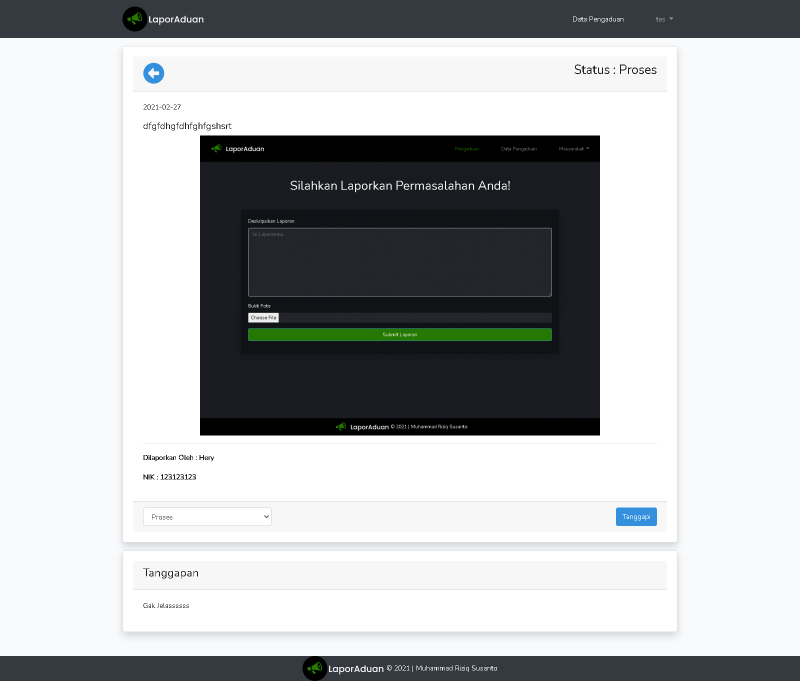 LaporAduan
Data Pengaduan
tes
Status : Proses
2021-02-27
dfgfdhgfdhfghfgshsrt
LaporAduan
Pengaduan
Data Pengaduan
Masyarakat
Silahkan Laporkan Permasalahan Anda!
Deskripsikan Laporan
Isi Laporanmu
Bukti Foto
Choose File
Submit Laporan
LaporAduan © 2021 | Muhammad Riziq Susanto
Dilaporkan Oleh : Hery
NIK : 123123123
Proses
Tanggapi
Tanggapan
Gak Jelassssss
LaporAduan © 2021 | Muhammad Riziq Susanto